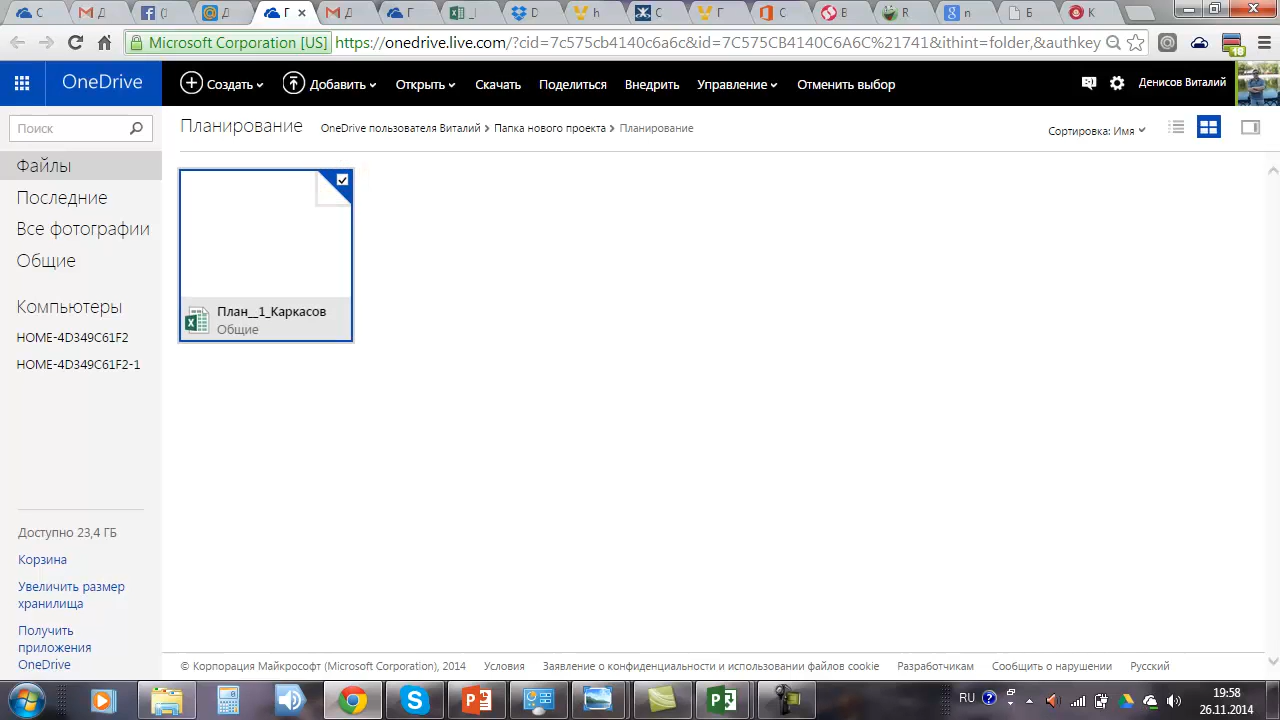 С
Д
Д
Г
Д
Г
D
h
С
Г
С
В
R
n
Б
К
Microsoft Corporation [US]
https://onedrive.live.com/?cid=7c575cb4140c6a6c&id=7C575CB4140C6A6C%21741&ithint=folder,&authkey
18
OneDrive
Создать
Добавить
Открыть
Скачать
Поделиться
Внедрить
Управление
Отменить выбор
Денисов Виталий
Поиск
Планирование
OneDrive пользователя Виталий
Папка нового проекта
Планирование
Сортировка: Имя
Файлы
Последние
Все фотографии
Общие
Компьютеры
HOME-4D349C61F2
HOME-4D349C61F2-1
План__1_Каркасов
Общие
Доступно 23,4 ГБ
Корзина
Увеличить размер
хранилища
Получить
приложения
OneDrive
© Корпорация Майкрософт (Microsoft Corporation), 2014
Условия
Заявление о конфиденциальности и использовании файлов cookie
Разработчикам
Сообщить о нарушении
Русский
RU
19:58
26.11.2014